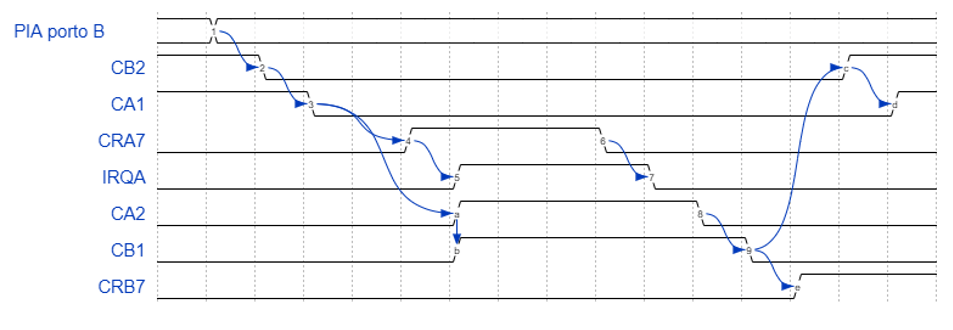 PIA porto B 1
CB2 2 c
CA1 3 d
CRA7 4 6
IRQA 5 7
CA2 a 8
CB1 b 9
CRB7 e